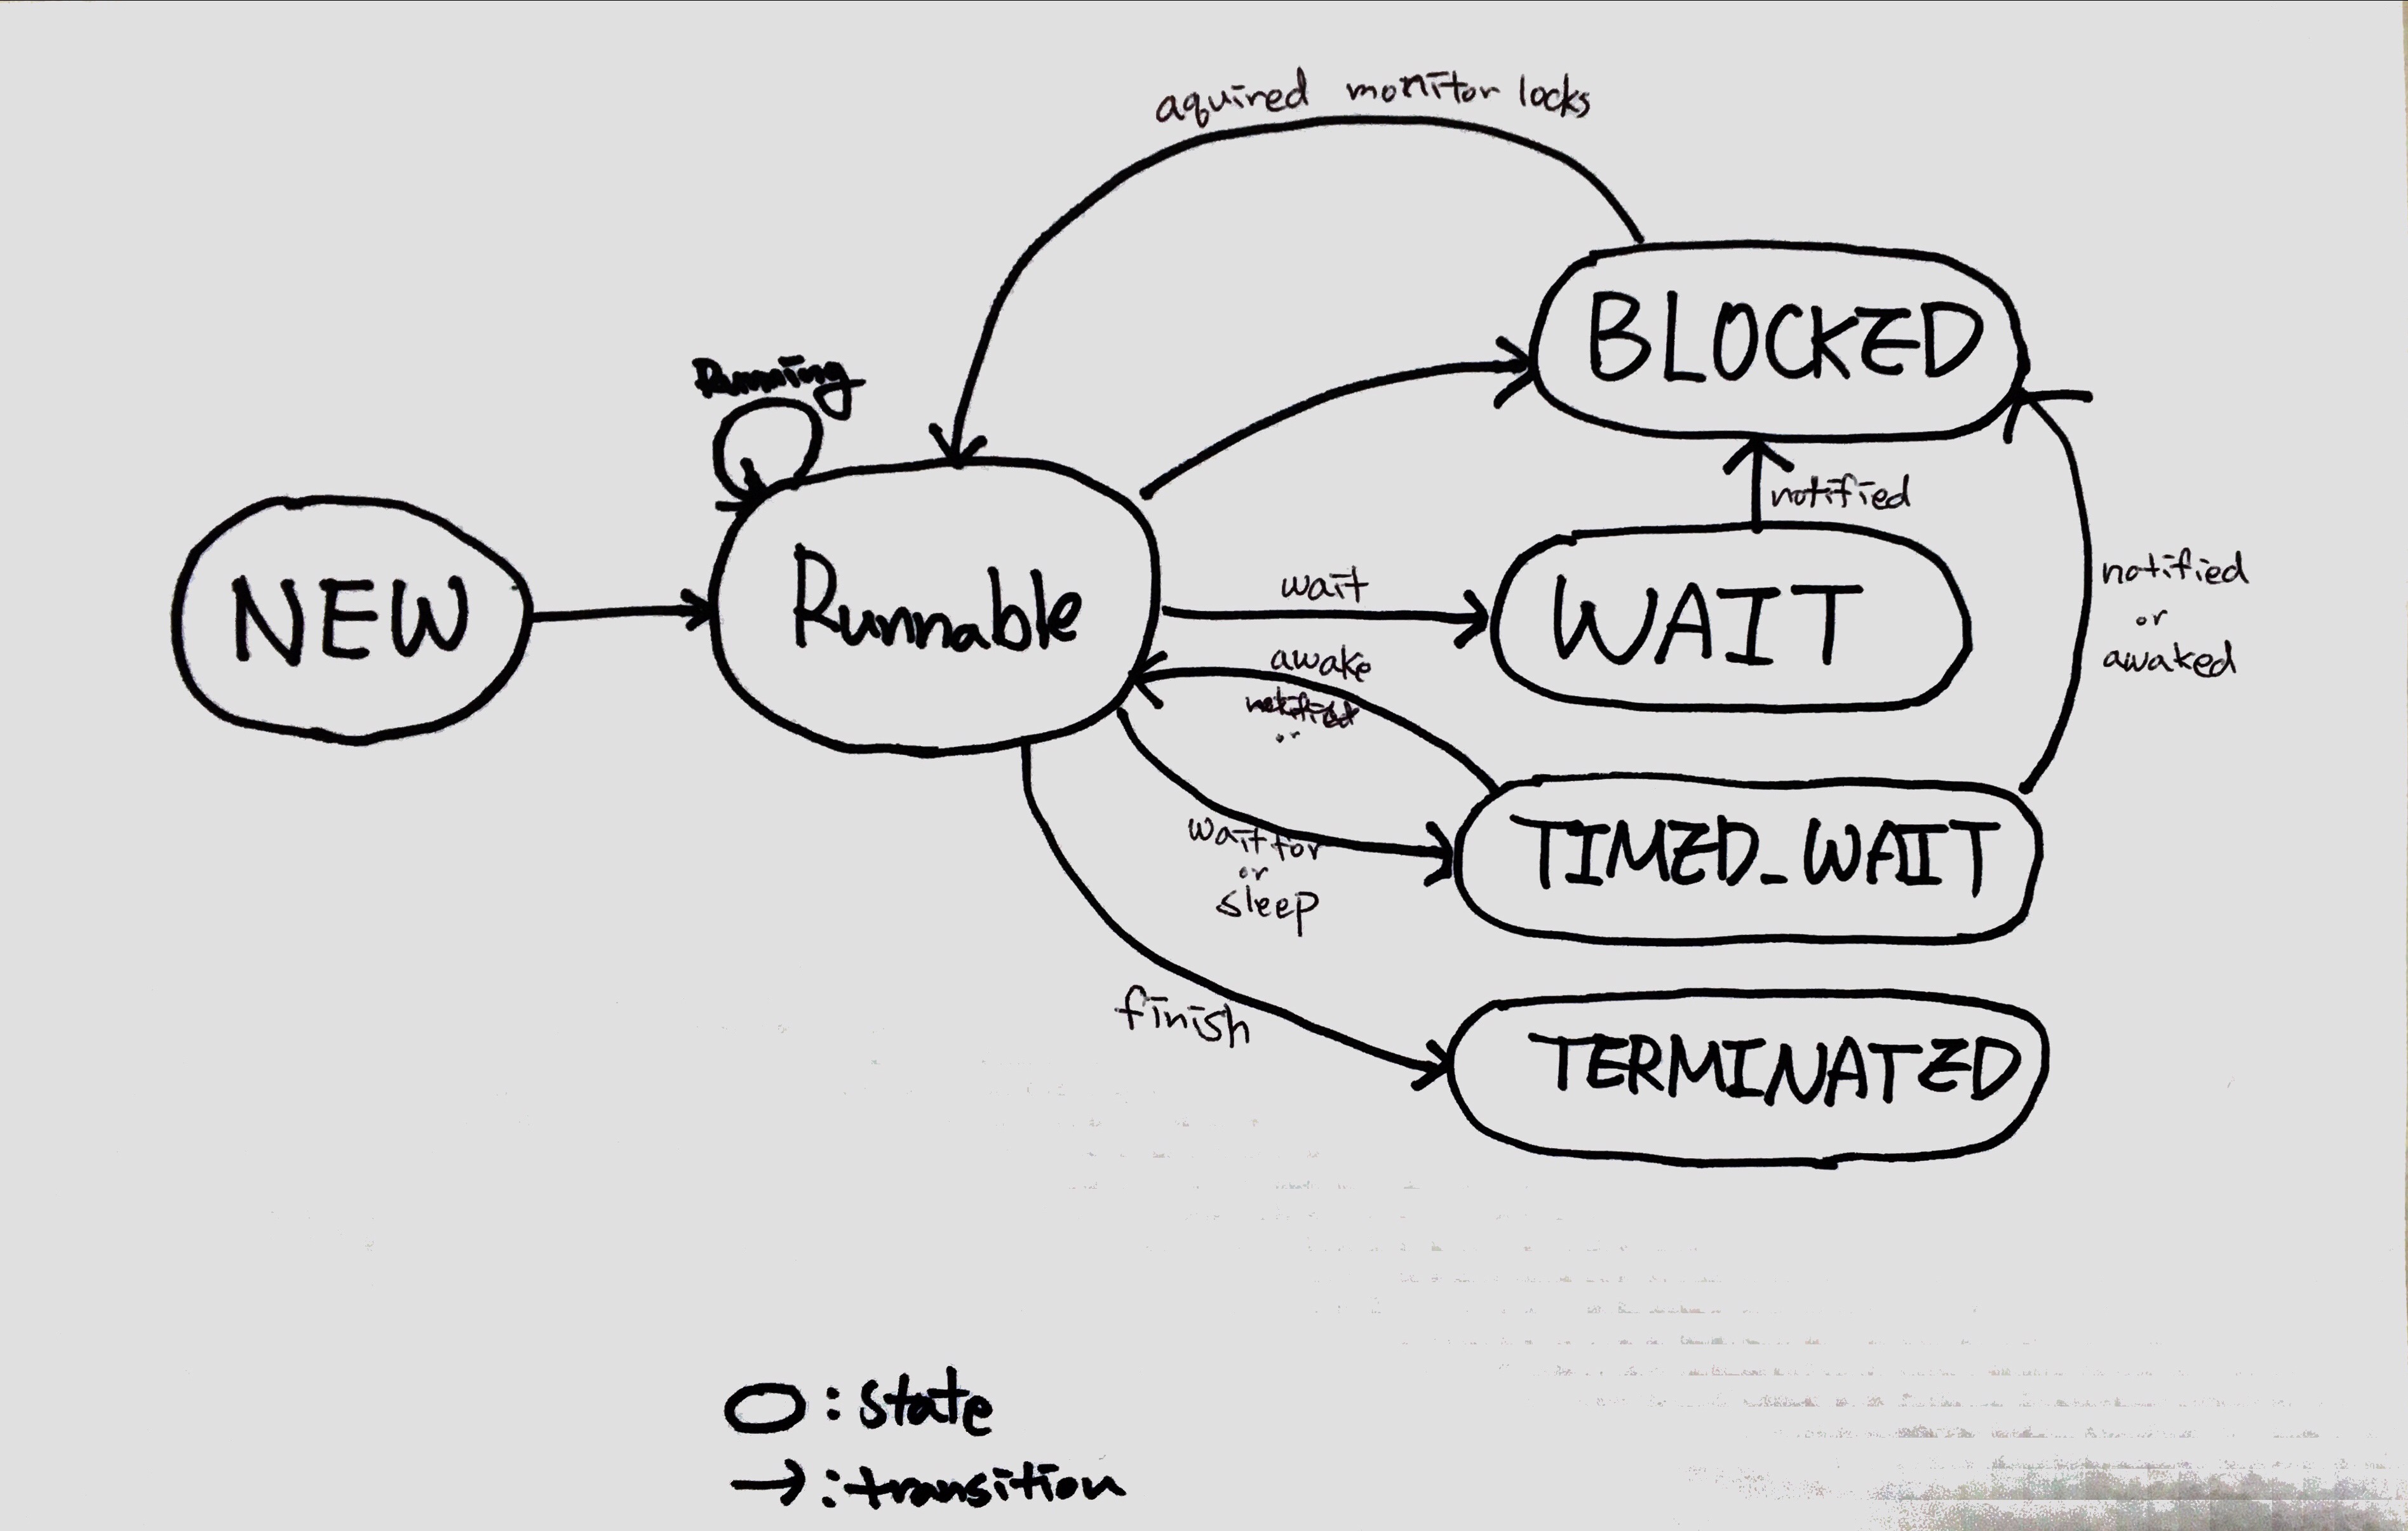 aquired monitor locks
BLOCKED
Running
notified
NEW
Runnable
wait
WAIT
notified
or
awaked
awake
notified
or
wait for
or
sleep
TIMED_WAIT
finish
TERMINATED
O : state
→ : transition